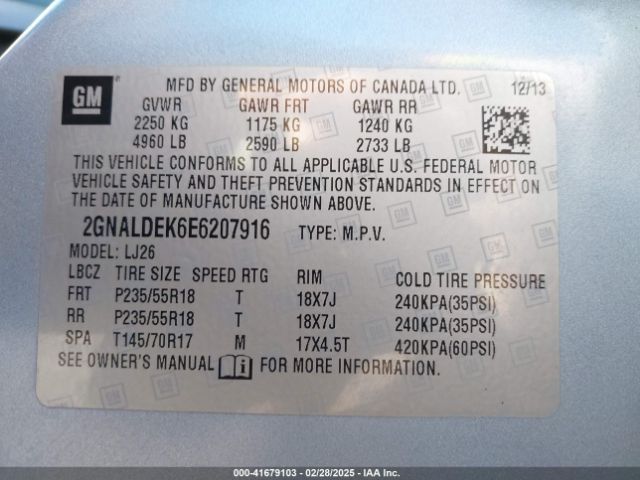 GM
MFD BY GENERAL MOTORS OF CANADA LTD. 12/13
GVWR GAWR FRT GAWR RR
2250 KG 1175 KG 1240 KG
4960 LB 2590 LB 2733 LB
THIS VEHICLE CONFORMS TO ALL APPLICABLE U.S. FEDERAL MOTOR
VEHICLE SAFETY AND THEFT PREVENTION STANDARDS IN EFFECT ON
THE DATE OF MANUFACTURE SHOWN ABOVE.
2GNALDEK6E6207916 TYPE: M.P.V.
MODEL: LJ26
LBCZ TIRE SIZE SPEED RTG RIM COLD TIRE PRESSURE
FRT P235/55R18 T 18X7J 240KPA(35PSI)
RR P235/55R18 T 18X7J 240KPA(35PSI)
SPA T145/70R17 M 17X4.5T 420KPA(60PSI)
SEE OWNER'S MANUAL FOR MORE INFORMATION.
000-41679103 - 02/28/2025 - IAA Inc.